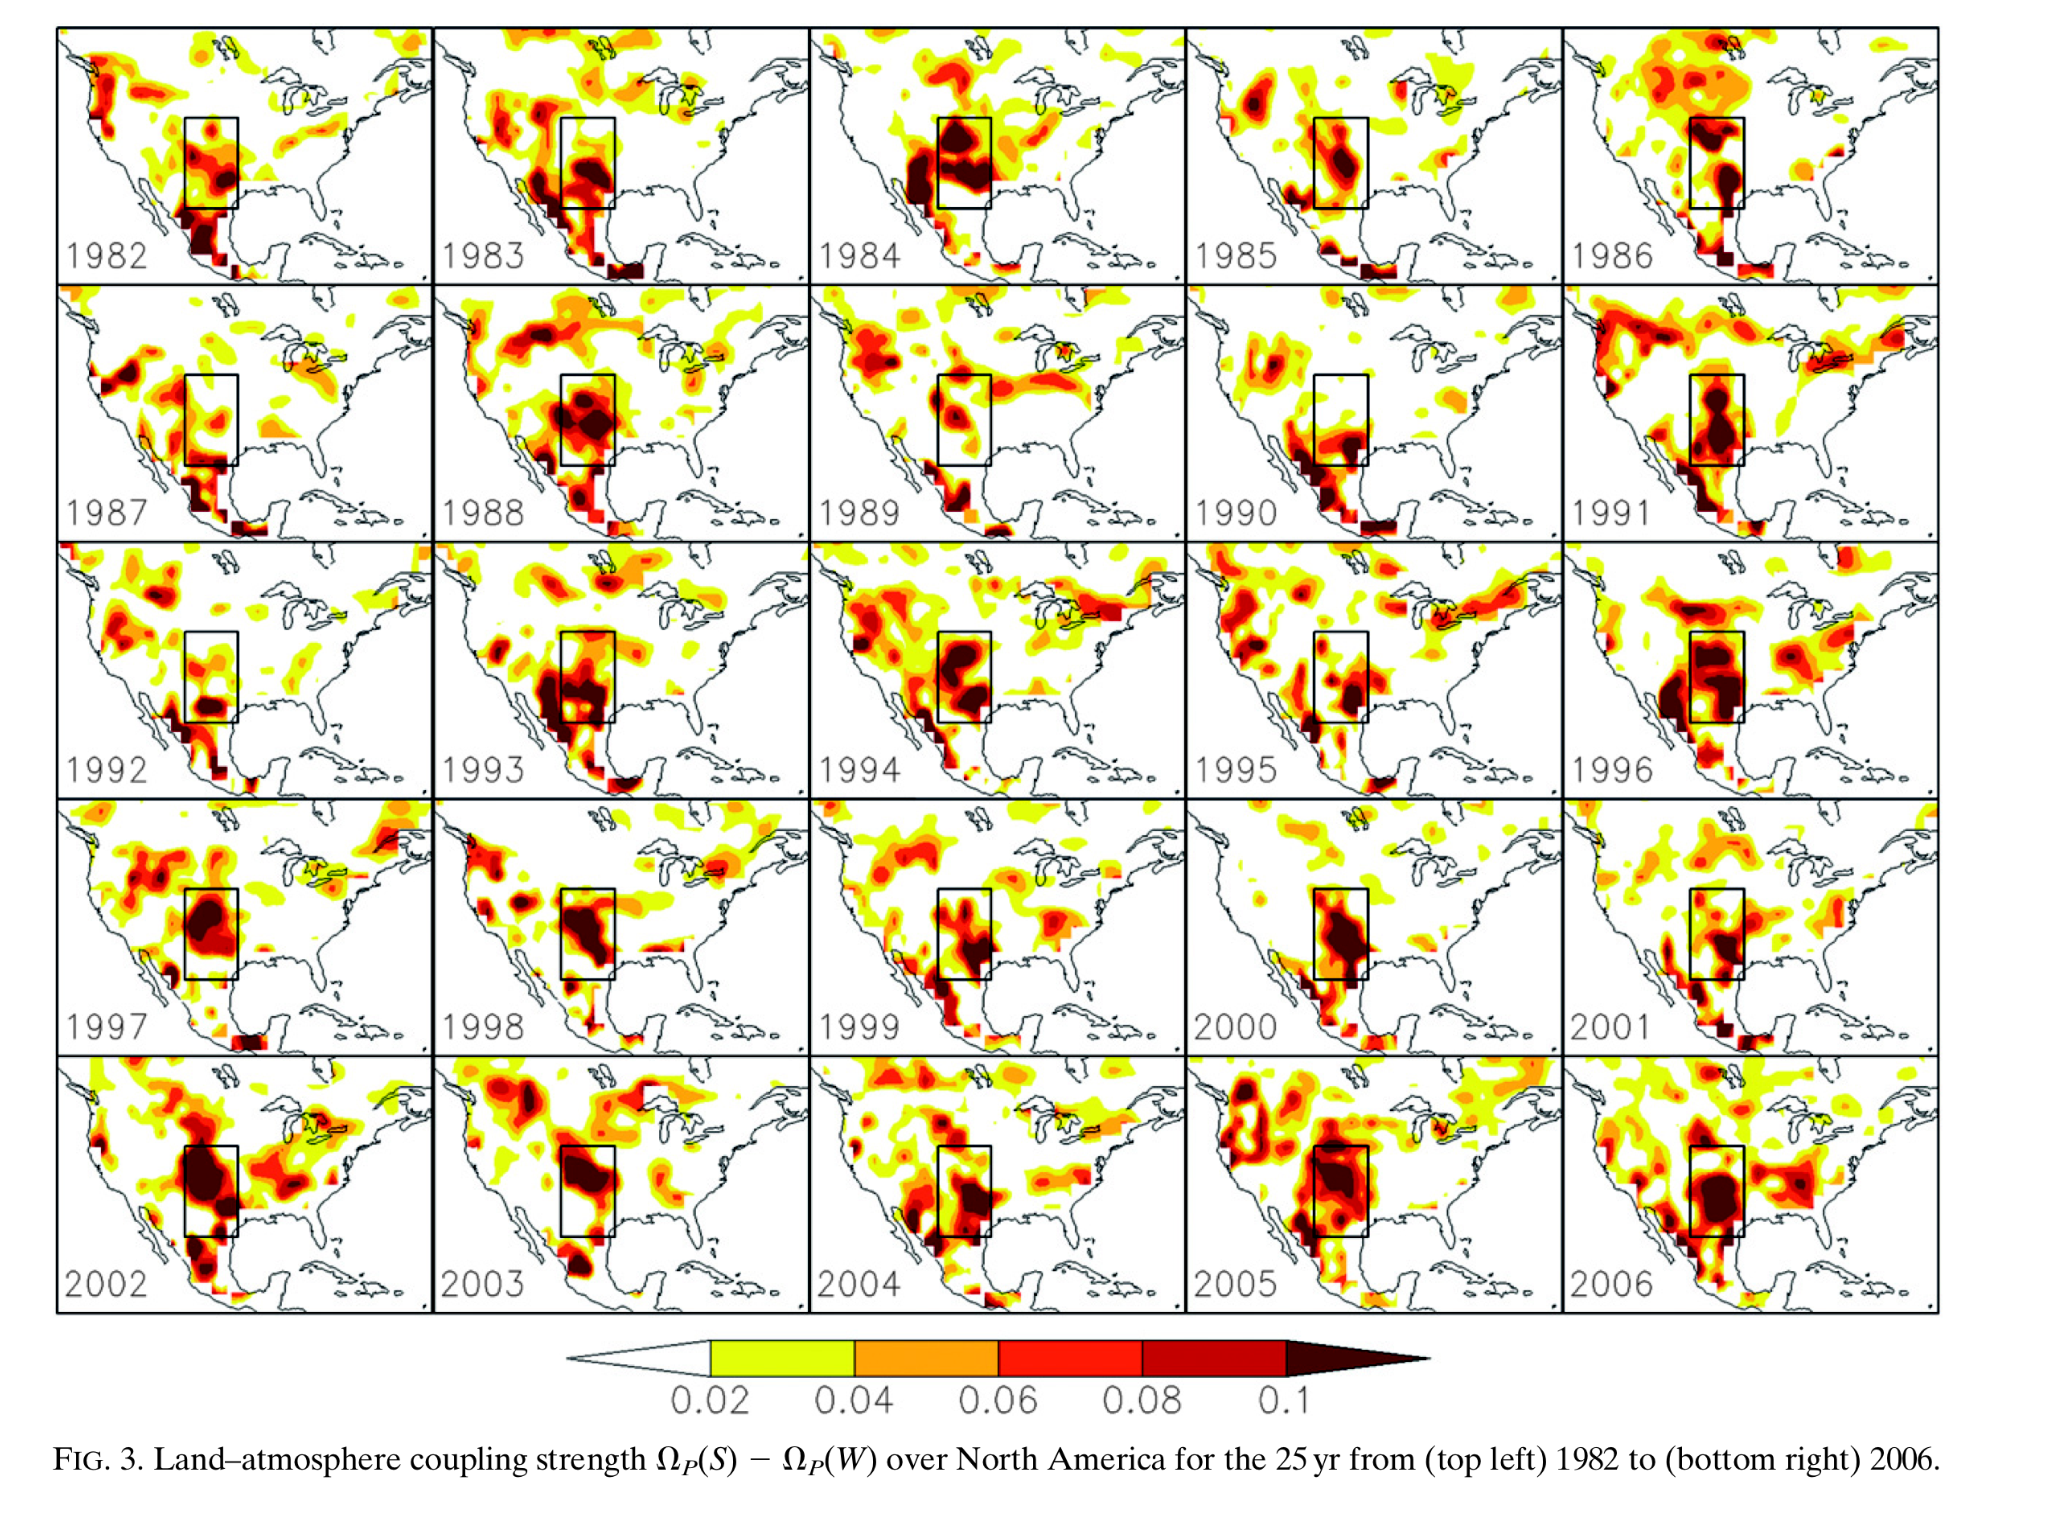 1982 1983 1984 1985 1986
1987 1988 1989 1990 1991
1992 1993 1994 1995 1996
1997 1998 1999 2000 2001
2002 2003 2004 2005 2006
0.02 0.04 0.06 0.08 0.1
FIG. 3. Land–atmosphere coupling strength Ω_P(S) − Ω_P(W) over North America for the 25 yr from (top left) 1982 to (bottom right) 2006.